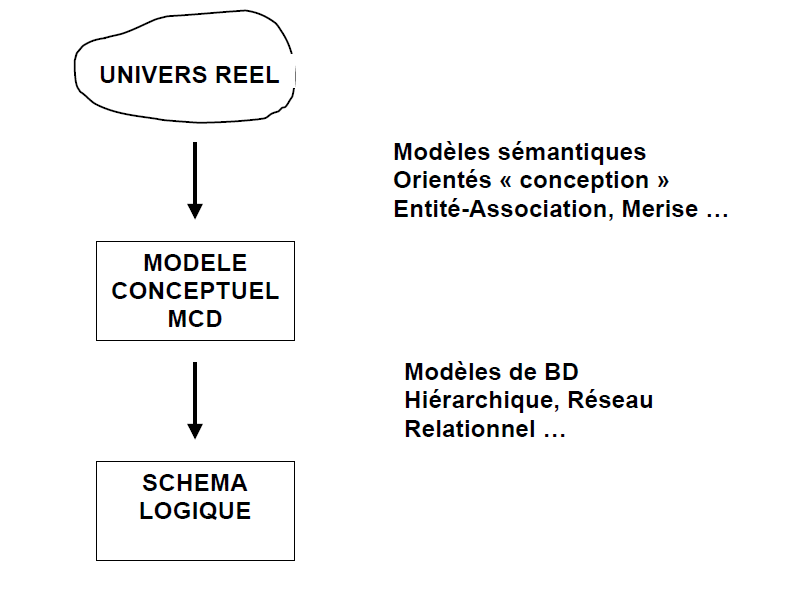 UNIVERS REEL
Modèles sémantiques
Orientés « conception »
Entité-Association, Merise …
MODELE
CONCEPTUEL
MCD
Modèles de BD
Hiérarchique, Réseau
Relationnel …
SCHEMA
LOGIQUE